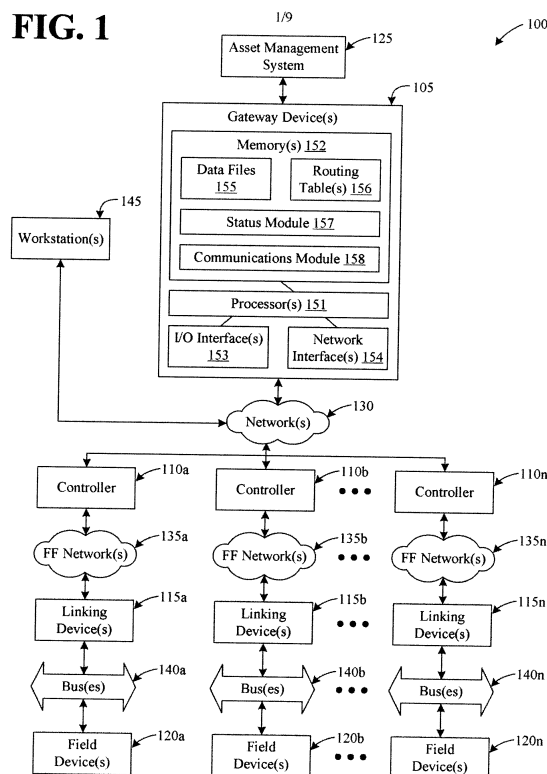 FIG. 1
1/9
100
Asset Management
System
125
105
Gateway Device(s)
Memory(s) 152
Data Files
155
Routing
Table(s) 156
Status Module 157
Communications Module 158
Processor(s) 151
I/O Interface(s)
153
Network
Interface(s) 154
145
Workstation(s)
130
Network(s)
110a
110b
110n
Controller
Controller
Controller
135a
135b
135n
FF Network(s)
FF Network(s)
FF Network(s)
115a
115b
115n
Linking
Device(s)
Linking
Device(s)
Linking
Device(s)
140a
140b
140n
Bus(es)
Bus(es)
Bus(es)
120a
120b
120n
Field Device(s)
Field Device(s)
Field Device(s)